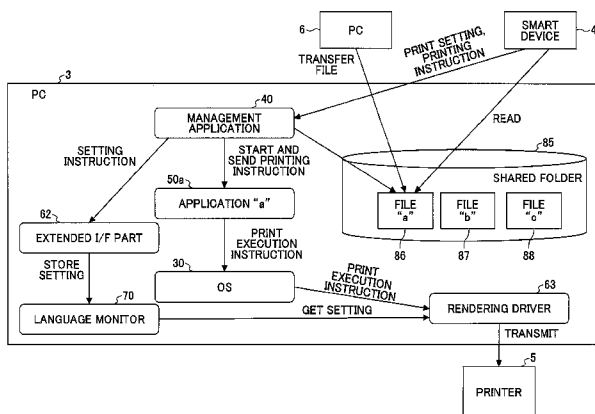 6
PC
SMART
DEVICE
4
TRANSFER
FILE
PRINT SETTING,
PRINTING
INSTRUCTION
3
PC
40
MANAGEMENT
APPLICATION
READ
85
SHARED FOLDER
SETTING
INSTRUCTION
START AND
SEND PRINTING
INSTRUCTION
50a
APPLICATION "a"
FILE
"a"
FILE
"b"
FILE
"c"
86
87
88
62
EXTENDED I/F PART
PRINT
EXECUTION
INSTRUCTION
STORE
SETTING
30
OS
PRINT
EXECUTION
INSTRUCTION
70
LANGUAGE MONITOR
GET SETTING
63
RENDERING DRIVER
TRANSMIT
5
PRINTER